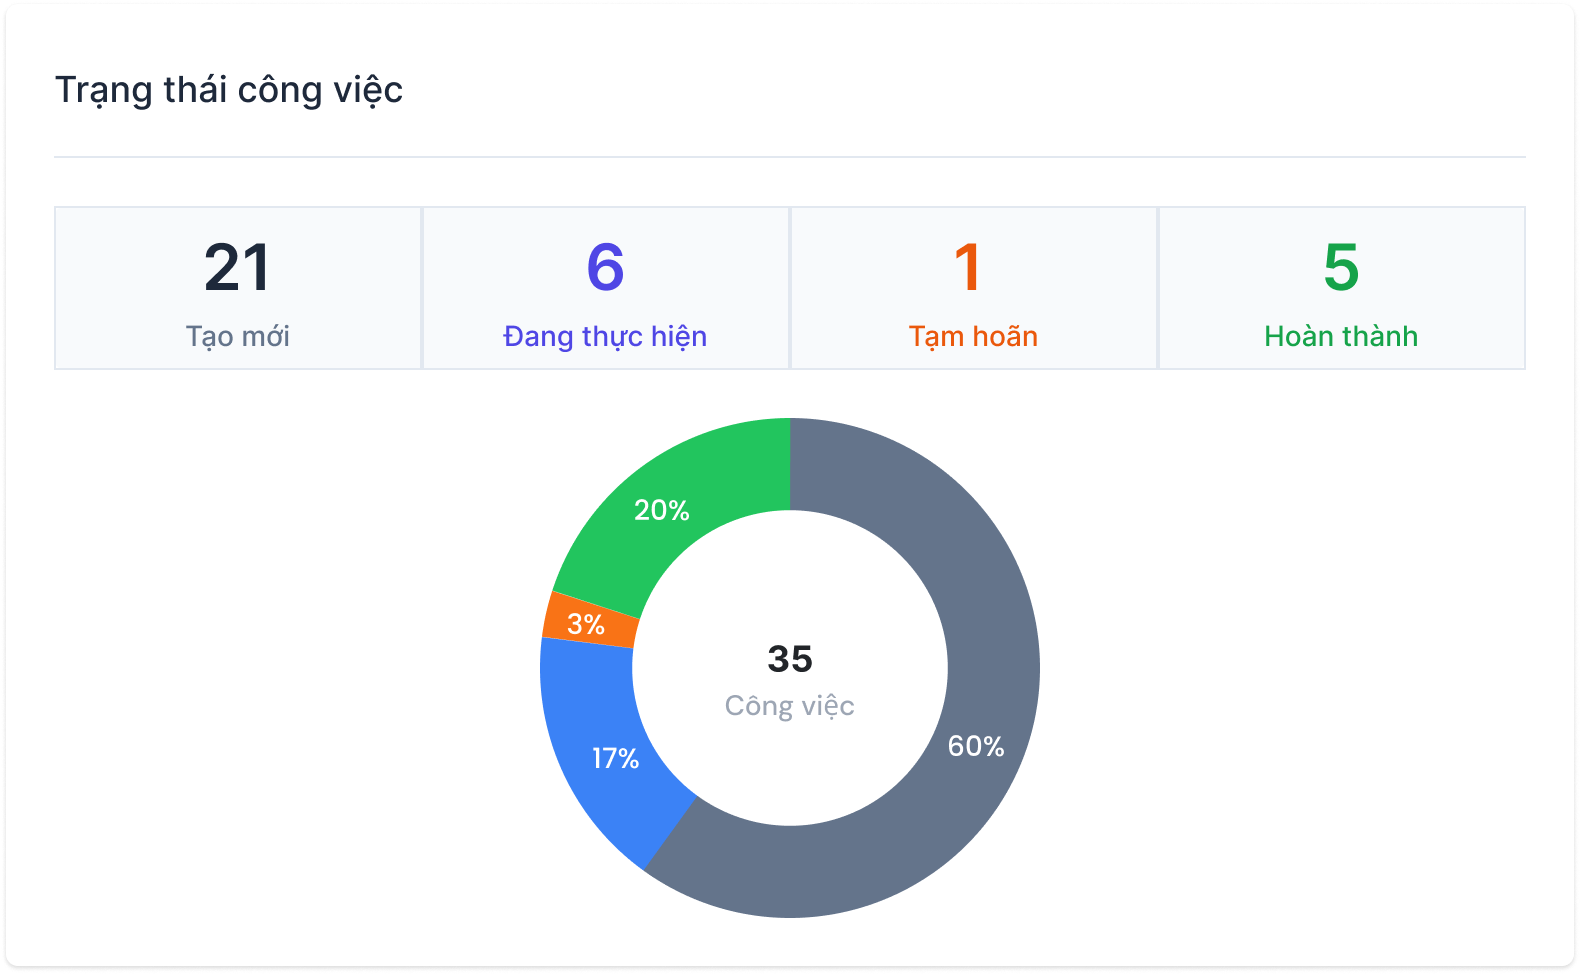 Trạng thái công việc
21
Tạo mới
6
Đang thực hiện
1
Tạm hoãn
5
Hoàn thành
20%
3%
17%
60%
35
Công việc